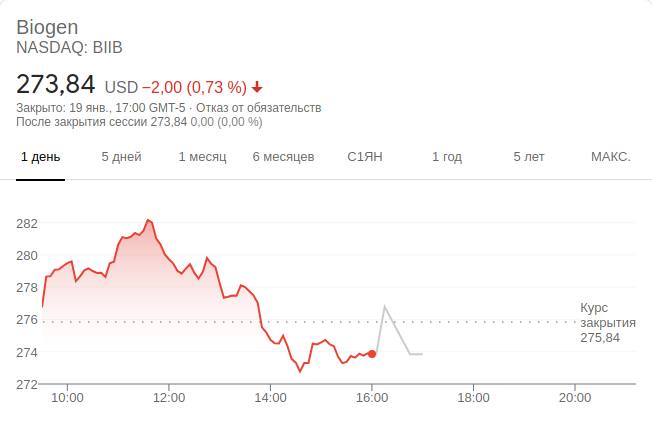 Biogen
NASDAQ: BIIB
273,84 USD −2,00 (0,73 %)
Закрыто: 19 янв., 17:00 GMT-5 · Отказ от обязательств
После закрытия сессии 273,84 0,00 (0,00 %)
1 день 5 дней 1 месяц 6 месяцев С1ЯН 1 год 5 лет МАКС.
282
280
278
276
274
272
Курс
закрытия
275,84
10:00 12:00 14:00 16:00 18:00 20:00